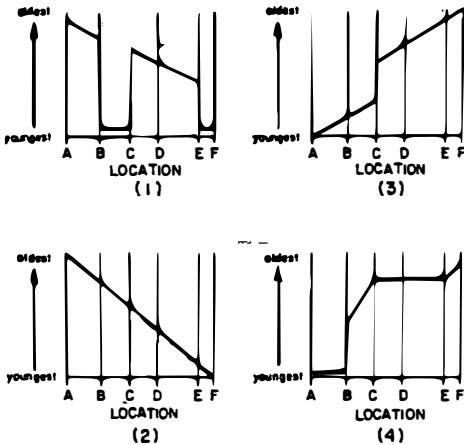 oldest
youngest
A B C D E F
LOCATION
(1)
oldest
youngest
A B C D E F
LOCATION
(3)
oldest
youngest
A B C D E F
LOCATION
(2)
oldest
youngest
A B C D E F
LOCATION
(4)